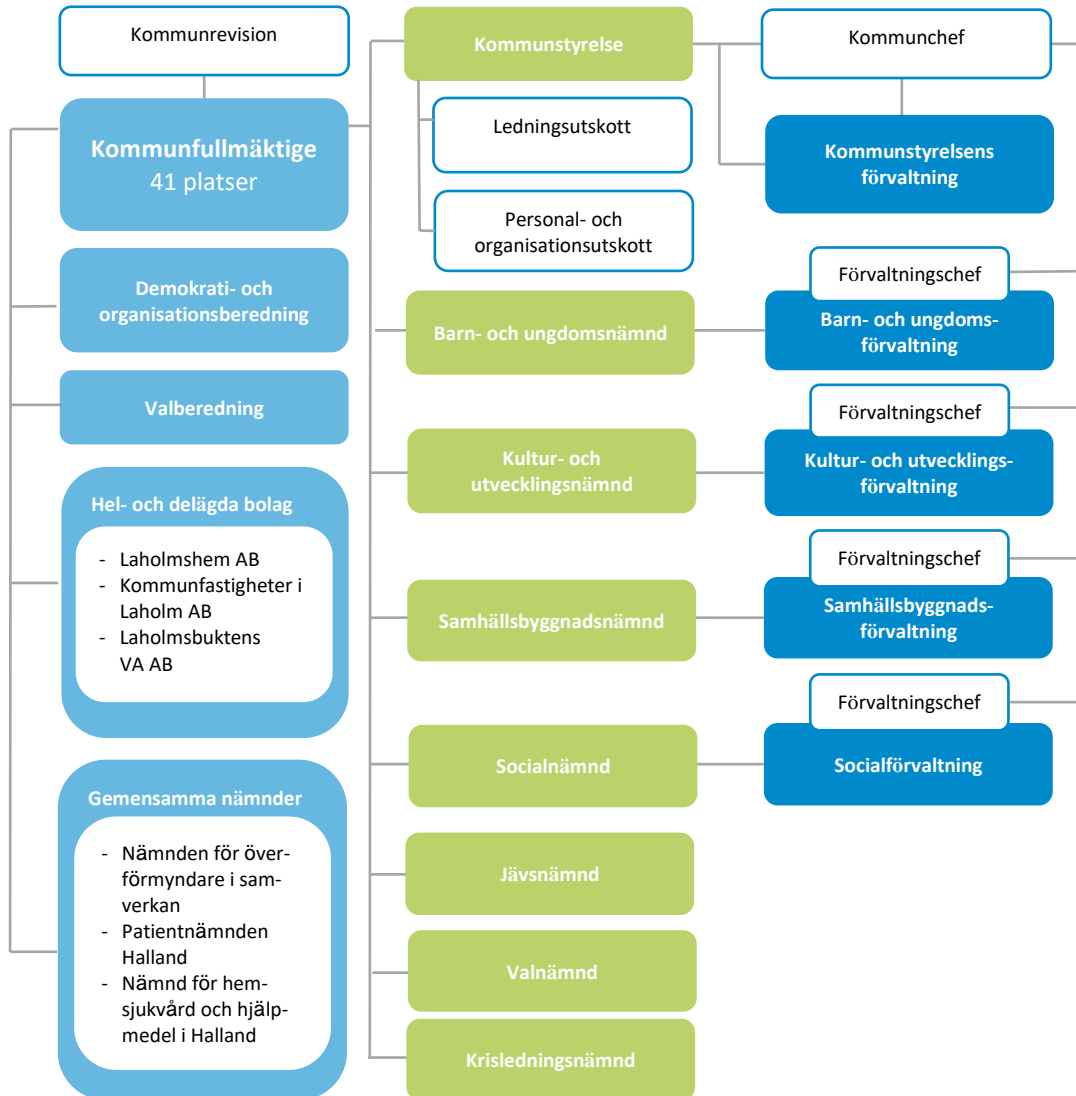 Kommunrevision
Kommunfullmäktige
41 platser
Demokrati- och
organisationsberedning
Valberedning
Hel- och delägda bolag
- Laholmshem AB
- Kommunfastigheter i
Laholm AB
- Laholmsbuktens
VA AB
Gemensamma nämnder
- Nämnden för över-
förmyndare i sam-
verkan
- Patientnämnden
Halland
- Nämnd för hem-
sjukvård och hjälp-
medel i Halland
Kommunstyrelse
Ledningsutskott
Personal- och
organisationsutskott
Barn- och ungdomsnämnd
Kultur- och
utvecklingsnämnd
Samhällsbyggnadsnämnd
Socialnämnd
Jävsnämnd
Valnämnd
Krisledningsnämnd
Kommunchef
Kommunstyrelsens
förvaltning
Förvaltningschef
Barn- och ungdoms-
förvaltning
Förvaltningschef
Kultur- och utvecklings-
förvaltning
Förvaltningschef
Samhällsbyggnads-
förvaltning
Förvaltningschef
Socialförvaltning